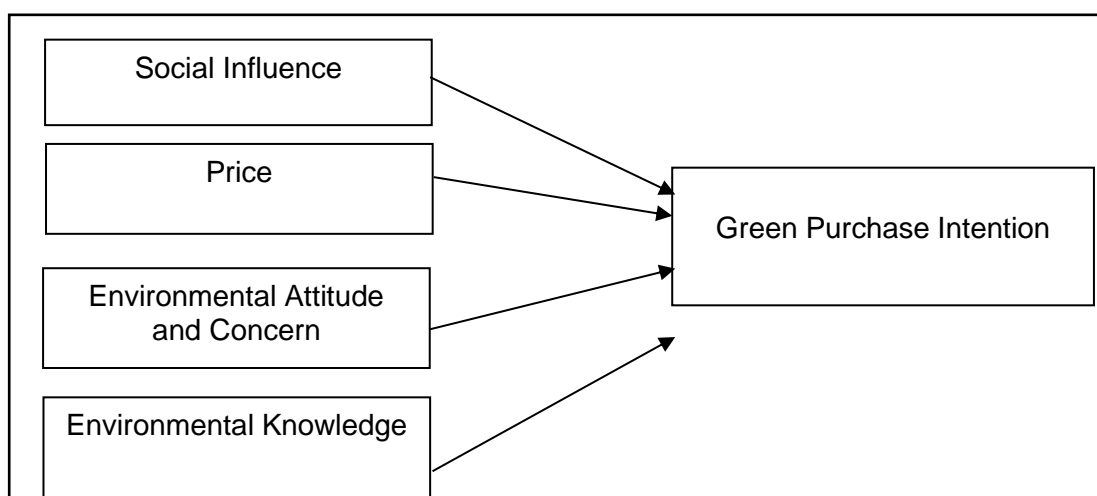 Social Influence
Price
Green Purchase Intention
Environmental Attitude
and Concern
Environmental Knowledge